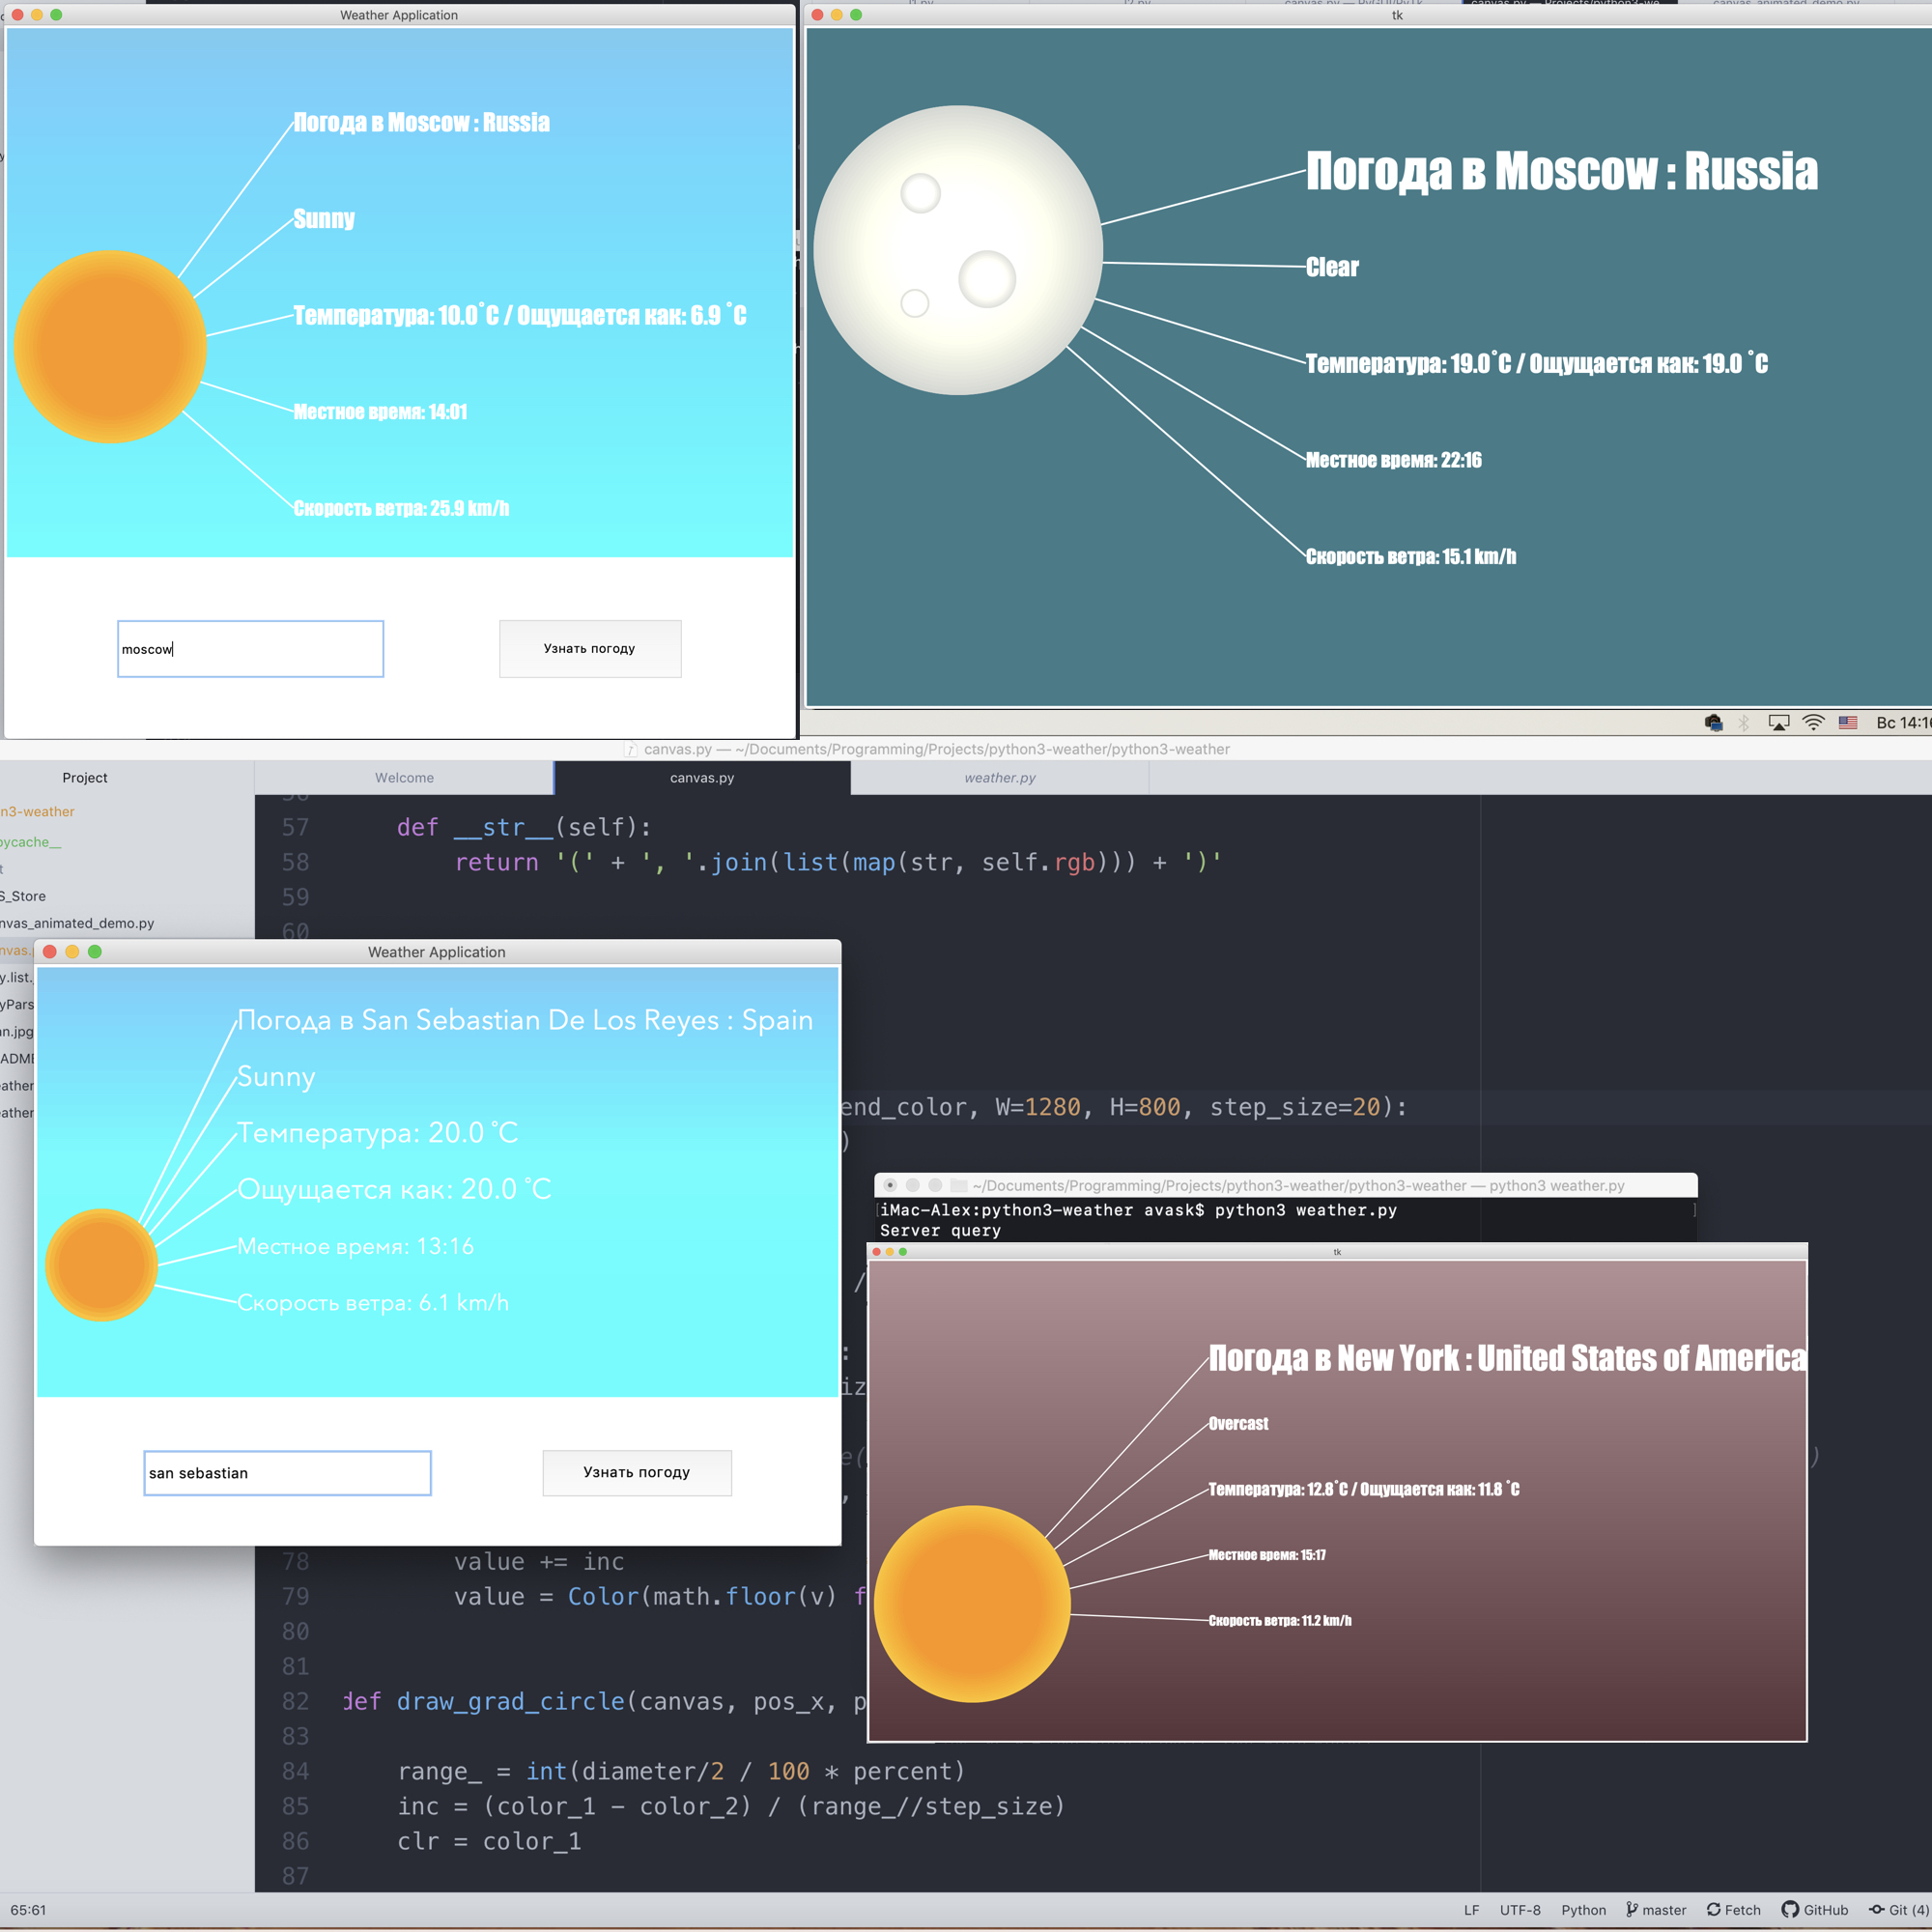 Weather Application
Погода в Moscow : Russia
Sunny
Температура: 10.0˚C / Ощущается как: 6.9 ˚C
Местное время: 14:01
Скорость ветра: 25.9 km/h
moscow
Узнать погоду
canvas_animated_demo.py
tk
Погода в Moscow : Russia
Clear
Температура: 19.0˚C / Ощущается как: 19.0 ˚C
Местное время: 22:16
Скорость ветра: 15.1 km/h
Вс 14:16
canvas.py — ~/Documents/Programming/Projects/python3-weather/python3-weather
Project
Welcome
canvas.py
weather.py
n3-weather
pycache__
t
S_Store
nvas_animated_demo.py
nvas.
y.list.
yPars
an.jpg
ADME
eather
eather
57 def __str__(self):
58 return '(' + ', '.join(list(map(str, self.rgb))) + ')'
59
60
end_color, W=1280, H=800, step_size=20):
)
Weather Application
Погода в San Sebastian De Los Reyes : Spain
Sunny
Температура: 20.0 ˚C
Ощущается как: 20.0 ˚C
Местное время: 13:16
Скорость ветра: 6.1 km/h
san sebastian
Узнать погоду
~/Documents/Programming/Projects/python3-weather/python3-weather — python3 weather.py
iMac-Alex:python3-weather avask$ python3 weather.py
Server query
tk
Погода в New York : United States of America
Overcast
Температура: 12.8˚C / Ощущается как: 11.8 ˚C
Местное время: 15:17
Скорость ветра: 11.2 km/h
78 value += inc
79 value = Color(math.floor(v) f
80
81
82 def draw_grad_circle(canvas, pos_x, p
83
84 range_ = int(diameter/2 / 100 * percent)
85 inc = (color_1 - color_2) / (range_//step_size)
86 clr = color_1
87
65:61
LF UTF-8 Python master Fetch GitHub Git (4)